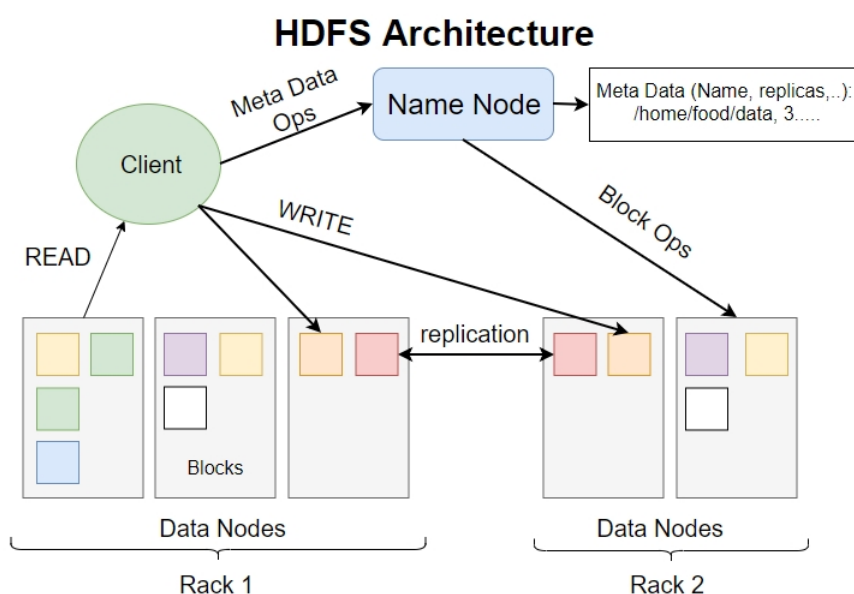 HDFS Architecture
Meta Data
Ops
Name Node
Meta Data (Name, replicas,..):
/home/food/data, 3.....
Client
WRITE
Block Ops
READ
replication
Blocks
Data Nodes
Data Nodes
Rack 1
Rack 2